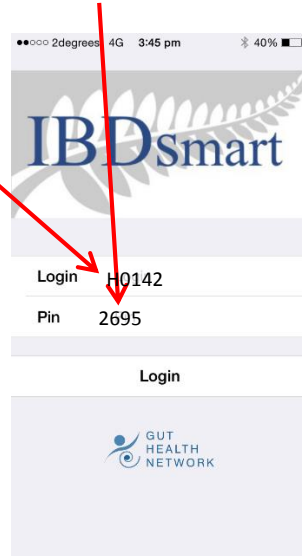 2degrees 4G 3:45 pm 40%
IBDsmart
Login H0142
Pin 2695
Login
GUT
HEALTH
NETWORK